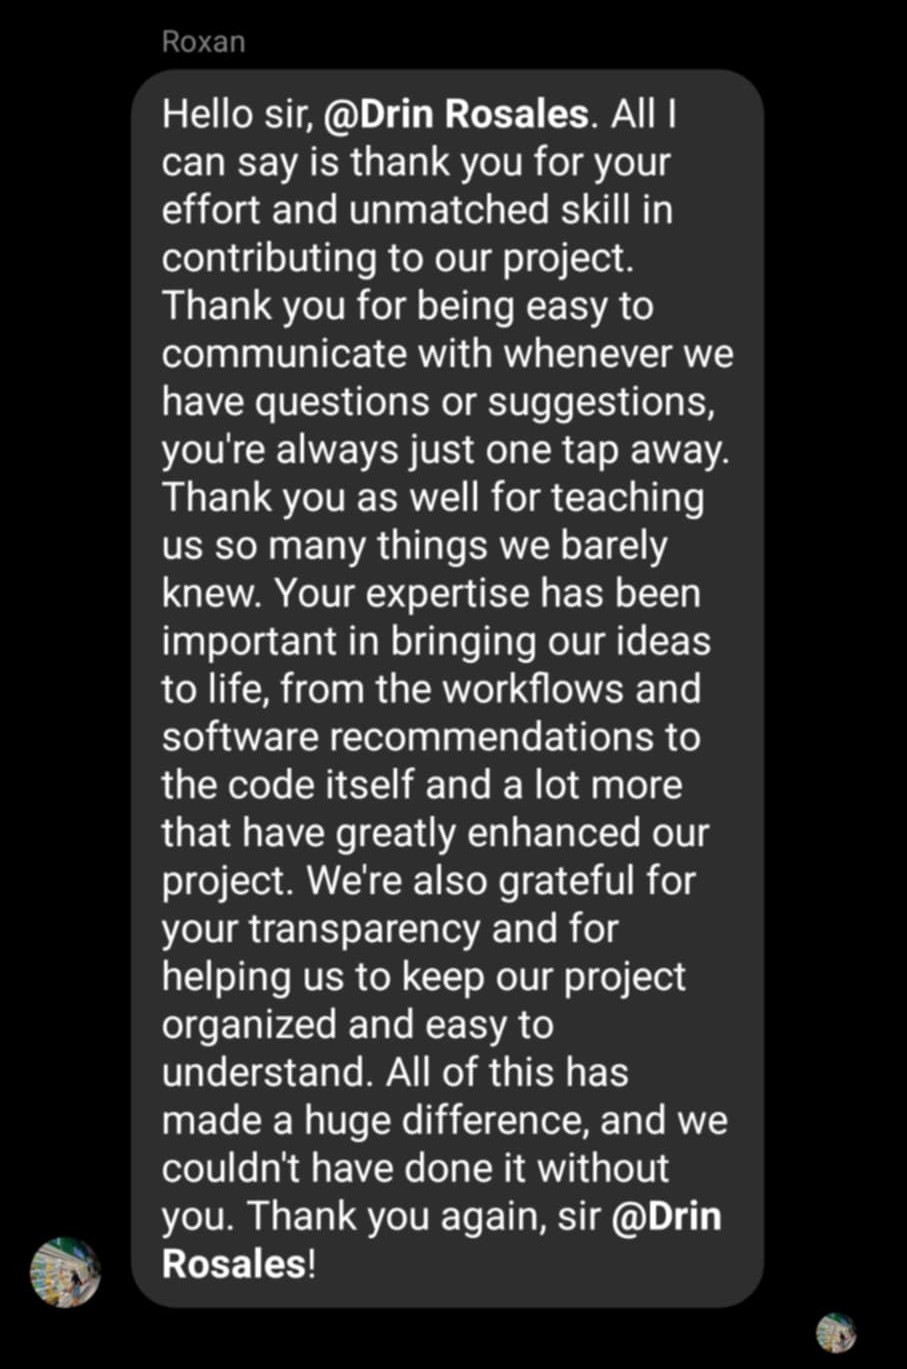 Roxan
Hello sir, @Drin Rosales. All I
can say is thank you for your
effort and unmatched skill in
contributing to our project.
Thank you for being easy to
communicate with whenever we
have questions or suggestions,
you're always just one tap away.
Thank you as well for teaching
us so many things we barely
knew. Your expertise has been
important in bringing our ideas
to life, from the workflows and
software recommendations to
the code itself and a lot more
that have greatly enhanced our
project. We're also grateful for
your transparency and for
helping us to keep our project
organized and easy to
understand. All of this has
made a huge difference, and we
couldn't have done it without
you. Thank you again, sir @Drin
Rosales!